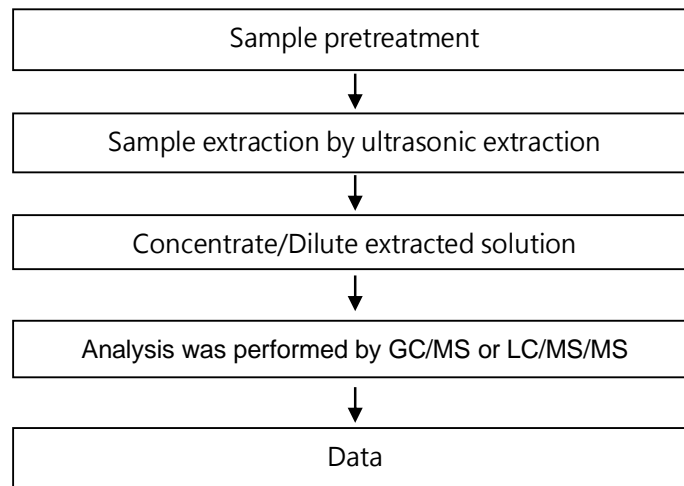 Sample pretreatment
Sample extraction by ultrasonic extraction
Concentrate/Dilute extracted solution
Analysis was performed by GC/MS or LC/MS/MS
Data